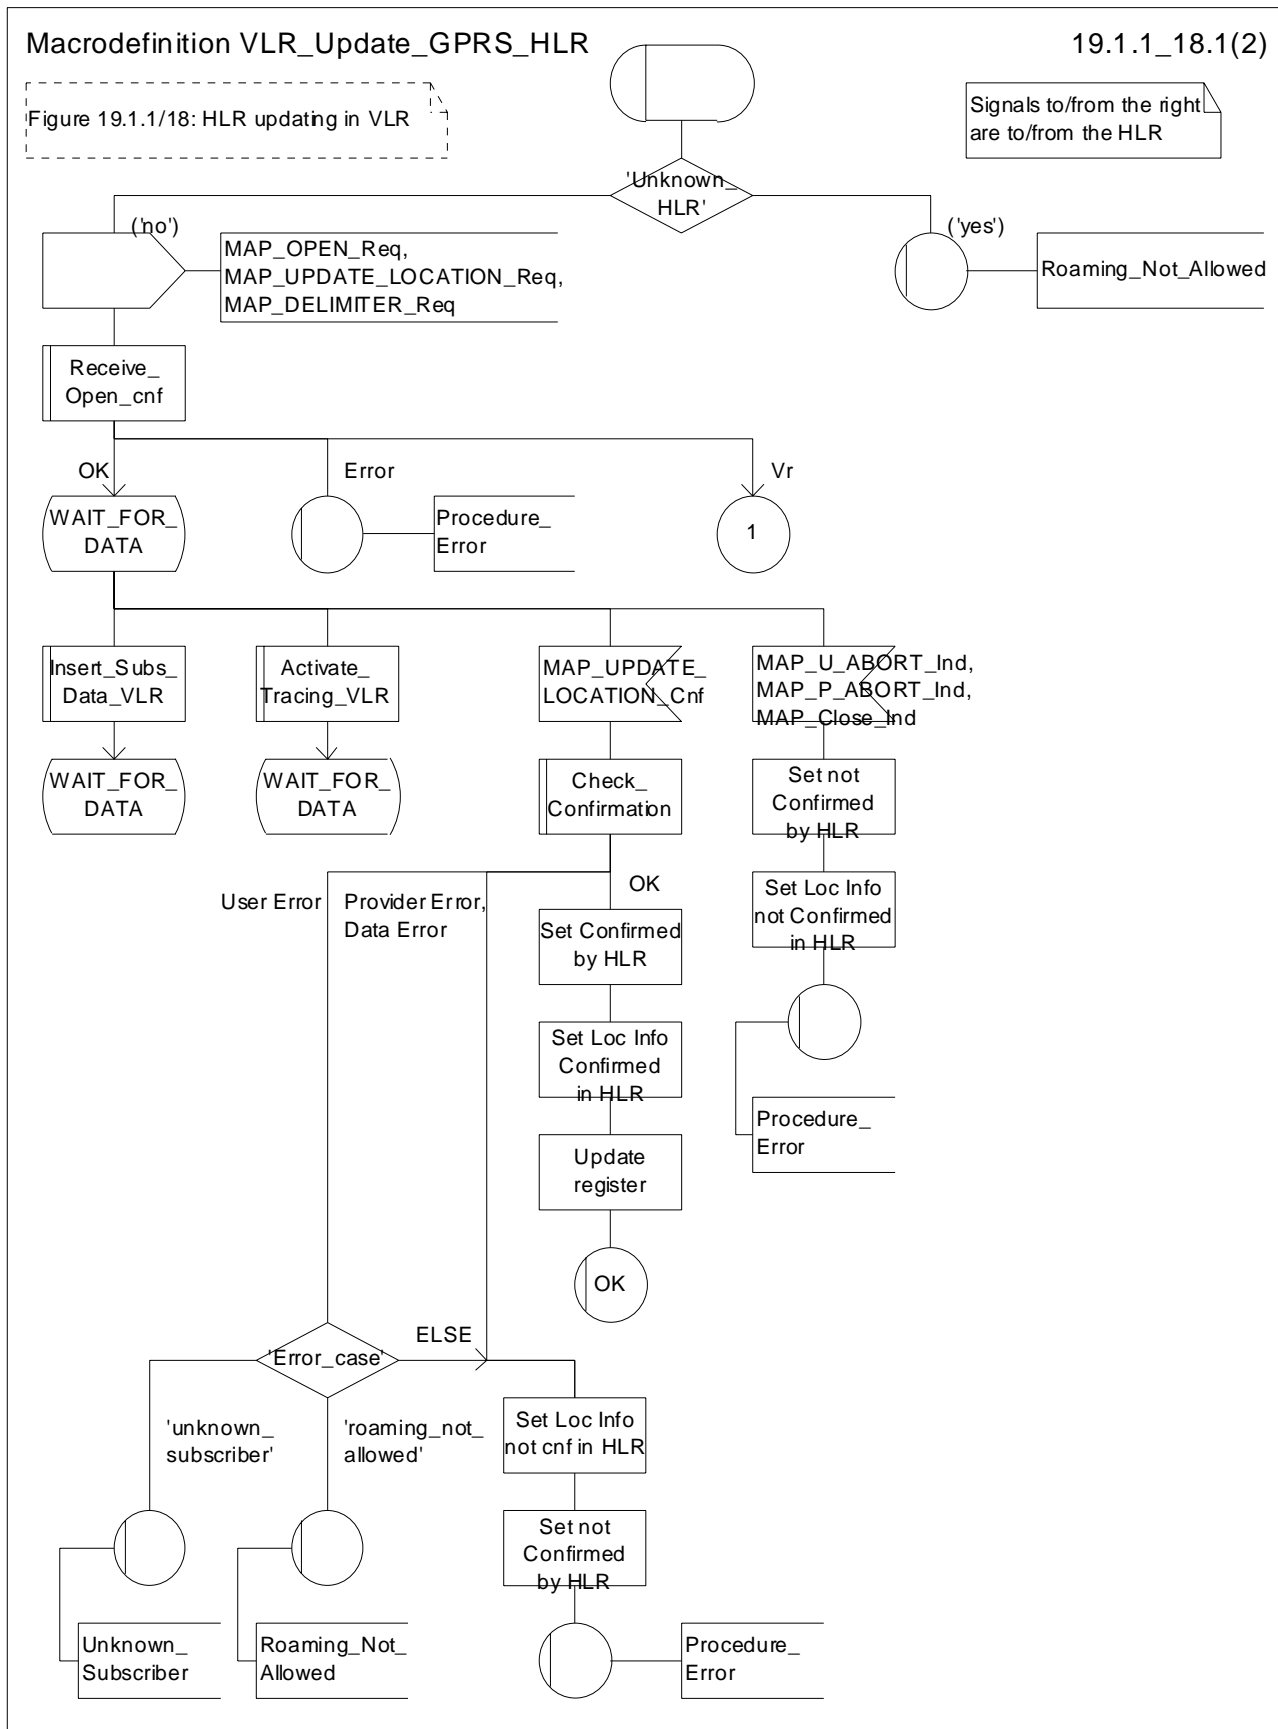 Macrodefinition VLR_Update_GPRS_HLR
19.1.1_18.1(2)
Figure 19.1.1/18: HLR updating in VLR
Signals to/from the right
are to/from the HLR
'Unknown_
HLR'
('no')
('yes')
MAP_OPEN_Req,
MAP_UPDATE_LOCATION_Req,
MAP_DELIMITER_Req
Roaming_Not_Allowed
Receive_
Open_cnf
OK
Error
Vr
WAIT_FOR_
DATA
Procedure_
Error
1
Insert_Subs_
Data_VLR
Activate_
Tracing_VLR
MAP_UPDATE_
LOCATION_Cnf
MAP_U_ABORT_Ind,
MAP_P_ABORT_Ind,
MAP_Close_Ind
WAIT_FOR_
DATA
WAIT_FOR_
DATA
Check_
Confirmation
Set not
Confirmed
by HLR
User Error
Provider Error,
Data Error
OK
Set Confirmed
by HLR
Set Loc Info
not Confirmed
in HLR
Set Loc Info
Confirmed
in HLR
Procedure_
Error
Update
register
OK
'Error_case'
ELSE
'unknown_
subscriber'
'roaming_not_
allowed'
Set Loc Info
not cnf in HLR
Set not
Confirmed
by HLR
Unknown_
Subscriber
Roaming_Not_
Allowed
Procedure_
Error